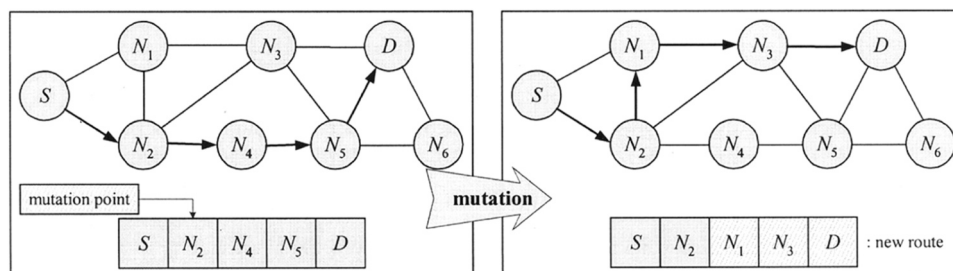 N1 N3 D
S
N2 N4 N5 N6
mutation point
S N2 N4 N5 D
mutation
N1 N3 D
S
N2 N4 N5 N6
S N2 N1 N3 D : new route